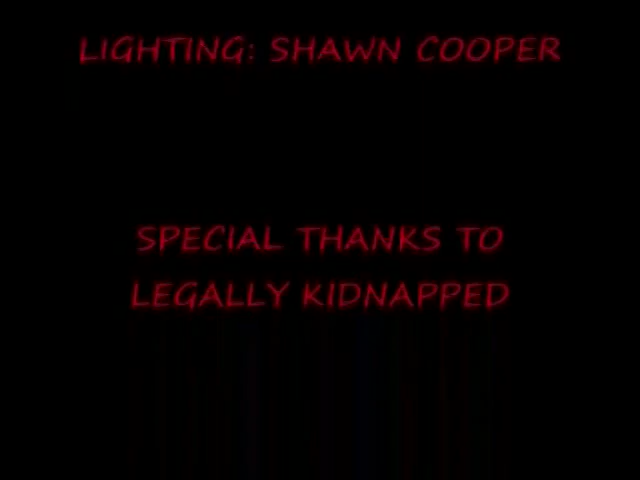 LIGHTING: SHAWN COOPER
SPECIAL THANKS TO
LEGALLY KIDNAPPED